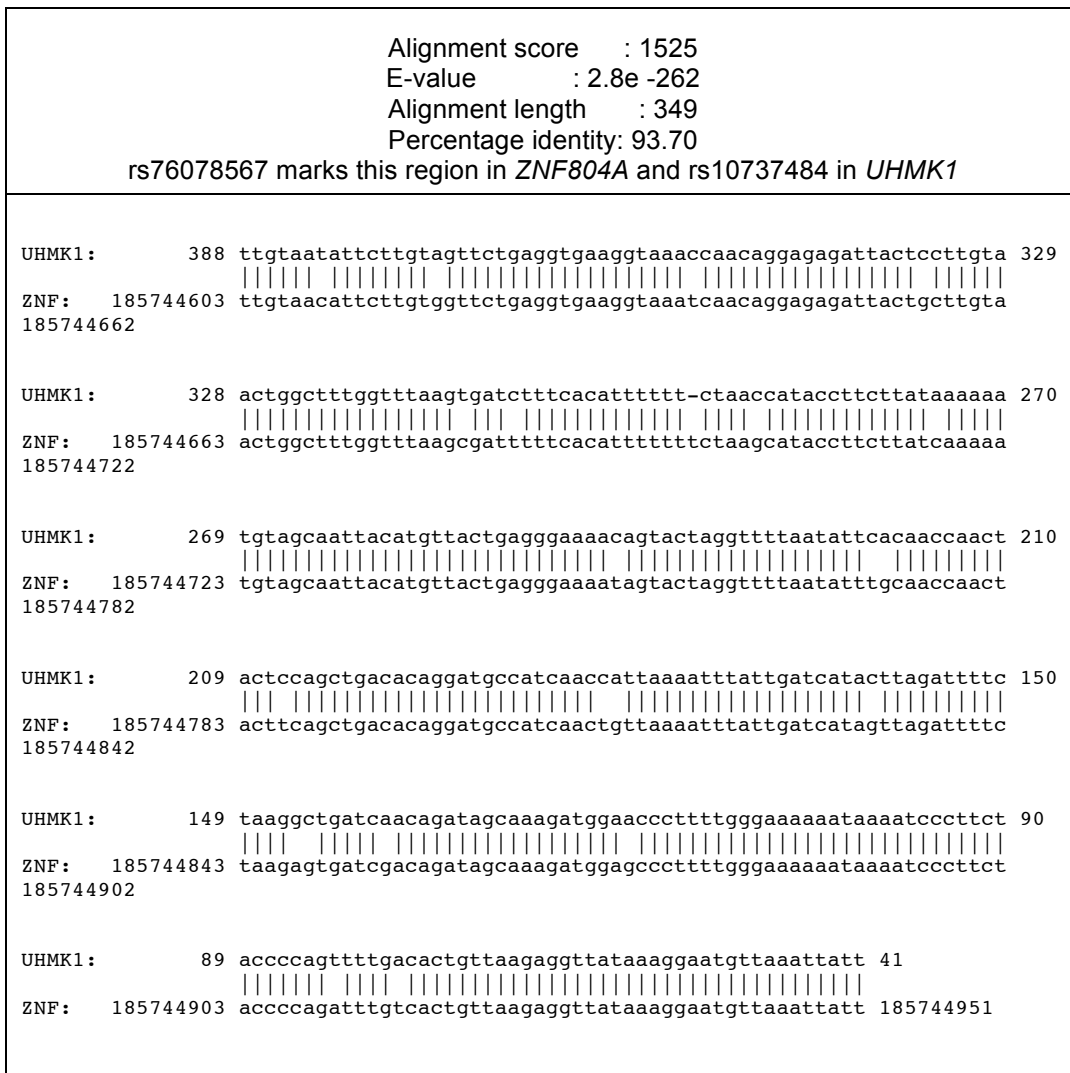 Alignment score : 1525
E-value : 2.8e -262
Alignment length : 349
Percentage identity: 93.70
rs76078567 marks this region in ZNF804A and rs10737484 in UHMK1
UHMK1: 388 ttgtaatattcttgtagttctgaggtgaaggtaaaccaacaggagagattactccttgta 329
|||||| |||||||| ||||||||||||||||||| ||||||||||||||||| ||||||
ZNF: 185744603 ttgtaacattcttgtggttctgaggtgaaggtaaatcaacaggagagattactgcttgta
185744662
UHMK1: 328 actggctttggtttaagtgatctttcacatttttt-ctaaccataccttcttataaaaaa 270
||||||||||||||||| ||| ||||||||||||| |||| ||||||||||||| |||||
ZNF: 185744663 actggctttggtttaagcgatttttcacatttttttctaagcataccttcttatcaaaaa
185744722
UHMK1: 269 tgtagcaattacatgttactgagggaaaacagtactaggttttaatattcacaaccaact 210
||||||||||||||||||||||||||||| |||||||||||||||||||  |||||||||
ZNF: 185744723 tgtagcaattacatgttactgagggaaaatagtactaggttttaatatttgcaaccaact
185744782
UHMK1: 209 actccagctgacacaggatgccatcaaccattaaaatttattgatcatacttagattttc 150
||| ||||||||||||||||||||||||  ||||||||||||||||||| ||||||||||
ZNF: 185744783 acttcagctgacacaggatgccatcaactgttaaaatttattgatcatagttagattttc
185744842
UHMK1: 149 taaggctgatcaacagatagcaaagatggaacccttttgggaaaaaataaaatcccttct 90
||||  ||||| |||||||||||||||||| |||||||||||||||||||||||||||||
ZNF: 185744843 taagagtgatcgacagatagcaaagatggagcccttttgggaaaaaataaaatcccttct
185744902
UHMK1: 89 accccagttttgacactgttaagaggttataaaggaatgttaaattatt 41
||||||| |||| ||||||||||||||||||||||||||||||||||||
ZNF: 185744903 accccagatttgtcactgttaagaggttataaaggaatgttaaattatt 185744951